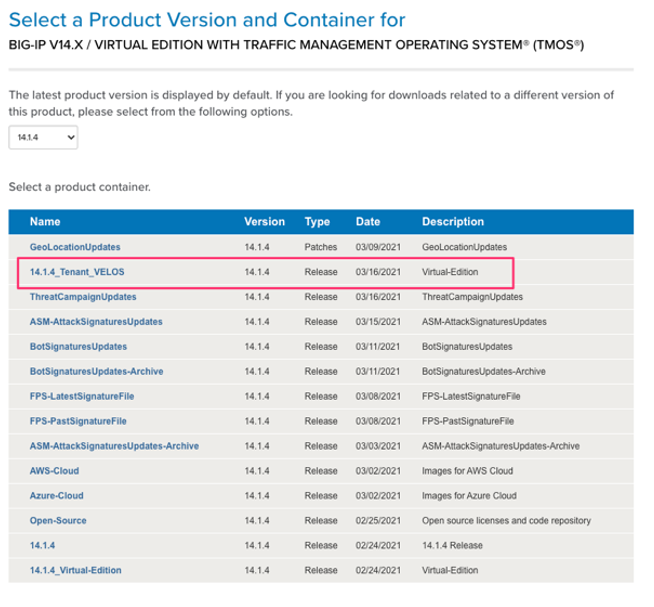 Select a Product Version and Container for
BIG-IP V14.X / VIRTUAL EDITION WITH TRAFFIC MANAGEMENT OPERATING SYSTEM® (TMOS®)
The latest product version is displayed by default. If you are looking for downloads related to a different version of
this product, please select from the following options.
14.1.4
Select a product container.
Name Version Type Date Description
GeoLocationUpdates 14.1.4 Patches 03/09/2021 GeoLocationUpdates
14.1.4_Tenant_VELOS 14.1.4 Release 03/16/2021 Virtual-Edition
ThreatCampaignUpdates 14.1.4 Release 03/16/2021 ThreatCampaignUpdates
ASM-AttackSignaturesUpdates 14.1.4 Release 03/15/2021 ASM-AttackSignaturesUpdates
BotSignaturesUpdates 14.1.4 Release 03/11/2021 BotSignaturesUpdates
BotSignaturesUpdates-Archive 14.1.4 Release 03/11/2021 BotSignaturesUpdates-Archive
FPS-LatestSignatureFile 14.1.4 Release 03/08/2021 FPS-LatestSignatureFile
FPS-PastSignatureFile 14.1.4 Release 03/08/2021 FPS-PastSignatureFile
ASM-AttackSignaturesUpdates-Archive 14.1.4 Release 03/03/2021 ASM-AttackSignaturesUpdates-Archive
AWS-Cloud 14.1.4 Release 03/02/2021 Images for AWS Cloud
Azure-Cloud 14.1.4 Release 03/02/2021 Images for Azure Cloud
Open-Source 14.1.4 Release 02/25/2021 Open source licenses and code repository
14.1.4 14.1.4 Release 02/24/2021 14.1.4 Release
14.1.4_Virtual-Edition 14.1.4 Release 02/24/2021 Virtual-Edition